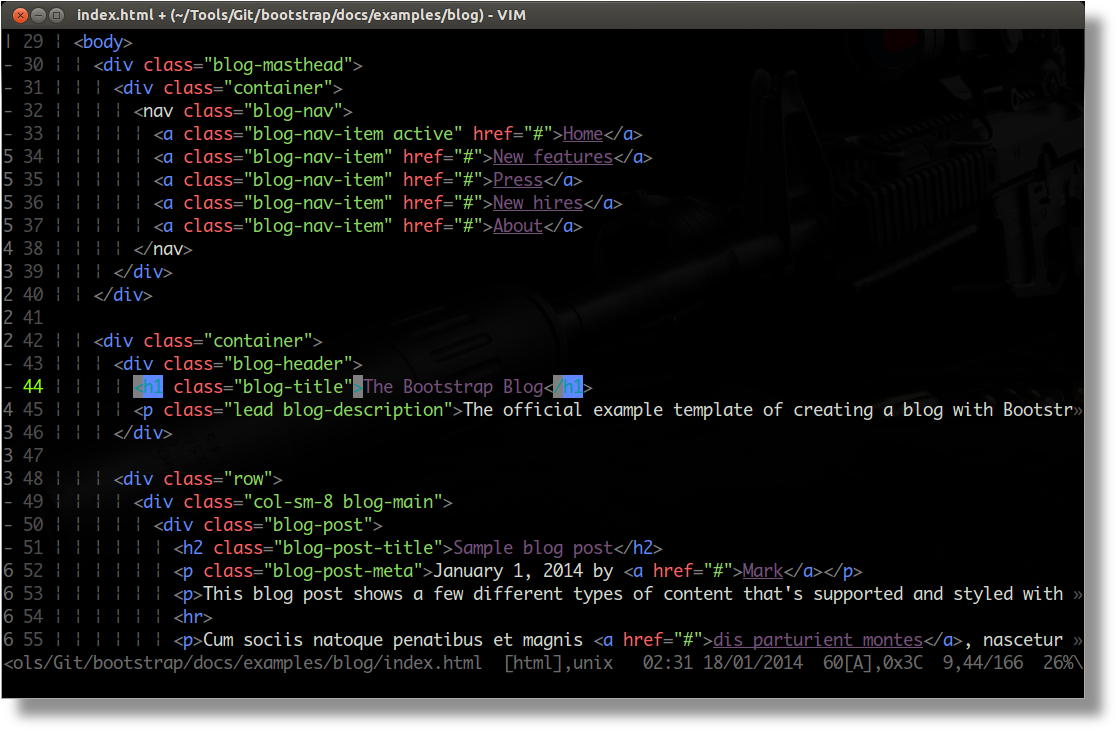 index.html + (~/Tools/Git/bootstrap/docs/examples/blog) - VIM
| 29 ¦ <body>
- 30 ¦ ¦ <div class="blog-masthead">
- 31 ¦ ¦ ¦ <div class="container">
- 32 ¦ ¦ ¦ ¦ <nav class="blog-nav">
- 33 ¦ ¦ ¦ ¦ ¦ <a class="blog-nav-item active" href="#">Home</a>
5 34 ¦ ¦ ¦ ¦ ¦ <a class="blog-nav-item" href="#">New features</a>
5 35 ¦ ¦ ¦ ¦ ¦ <a class="blog-nav-item" href="#">Press</a>
5 36 ¦ ¦ ¦ ¦ ¦ <a class="blog-nav-item" href="#">New hires</a>
5 37 ¦ ¦ ¦ ¦ ¦ <a class="blog-nav-item" href="#">About</a>
4 38 ¦ ¦ ¦ ¦ </nav>
3 39 ¦ ¦ ¦ </div>
2 40 ¦ ¦ </div>
2 41
2 42 ¦ ¦ <div class="container">
- 43 ¦ ¦ ¦ <div class="blog-header">
- 44 ¦ ¦ ¦ ¦ <h1 class="blog-title">The Bootstrap Blog</h1>
4 45 ¦ ¦ ¦ ¦ <p class="lead blog-description">The official example template of creating a blog with Bootstr»
3 46 ¦ ¦ ¦ </div>
3 47
3 48 ¦ ¦ ¦ <div class="row">
- 49 ¦ ¦ ¦ ¦ <div class="col-sm-8 blog-main">
- 50 ¦ ¦ ¦ ¦ ¦ <div class="blog-post">
- 51 ¦ ¦ ¦ ¦ ¦ ¦ <h2 class="blog-post-title">Sample blog post</h2>
6 52 ¦ ¦ ¦ ¦ ¦ ¦ <p class="blog-post-meta">January 1, 2014 by <a href="#">Mark</a></p>
6 53 ¦ ¦ ¦ ¦ ¦ ¦ <p>This blog post shows a few different types of content that's supported and styled with »
6 54 ¦ ¦ ¦ ¦ ¦ ¦ <hr>
6 55 ¦ ¦ ¦ ¦ ¦ ¦ <p>Cum sociis natoque penatibus et magnis <a href="#">dis parturient montes</a>, nascetur »
<ols/Git/bootstrap/docs/examples/blog/index.html [html],unix 02:31 18/01/2014 60[A],0x3C 9,44/166 26%\